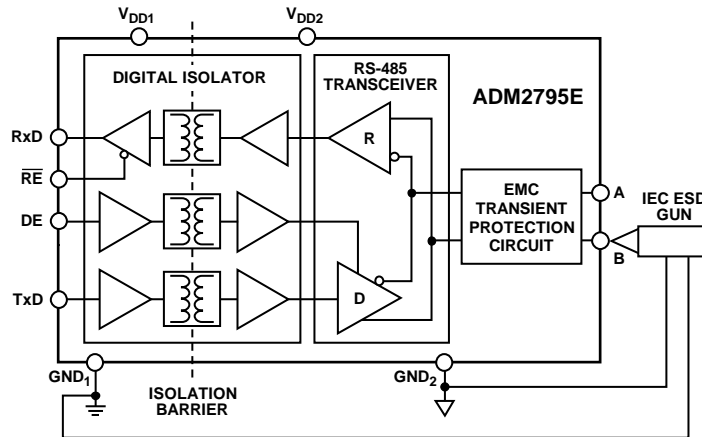 VDD1 VDD2
DIGITAL ISOLATOR
RS-485
TRANSCEIVER
ADM2795E
RxD
R
RE
EMC
TRANSIENT
PROTECTION
CIRCUIT
A
IEC ESD
GUN
DE
B
TxD
D
GND1
GND2
ISOLATION
BARRIER